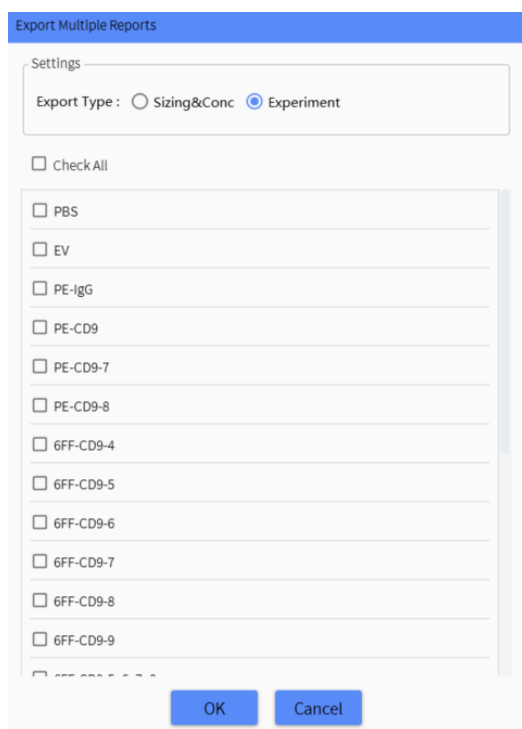 Export Multiple Reports
Settings
Export Type : Sizing&Conc Experiment
Check All
PBS
EV
PE-IgG
PE-CD9
PE-CD9-7
PE-CD9-8
6FF-CD9-4
6FF-CD9-5
6FF-CD9-6
6FF-CD9-7
6FF-CD9-8
6FF-CD9-9
OK Cancel